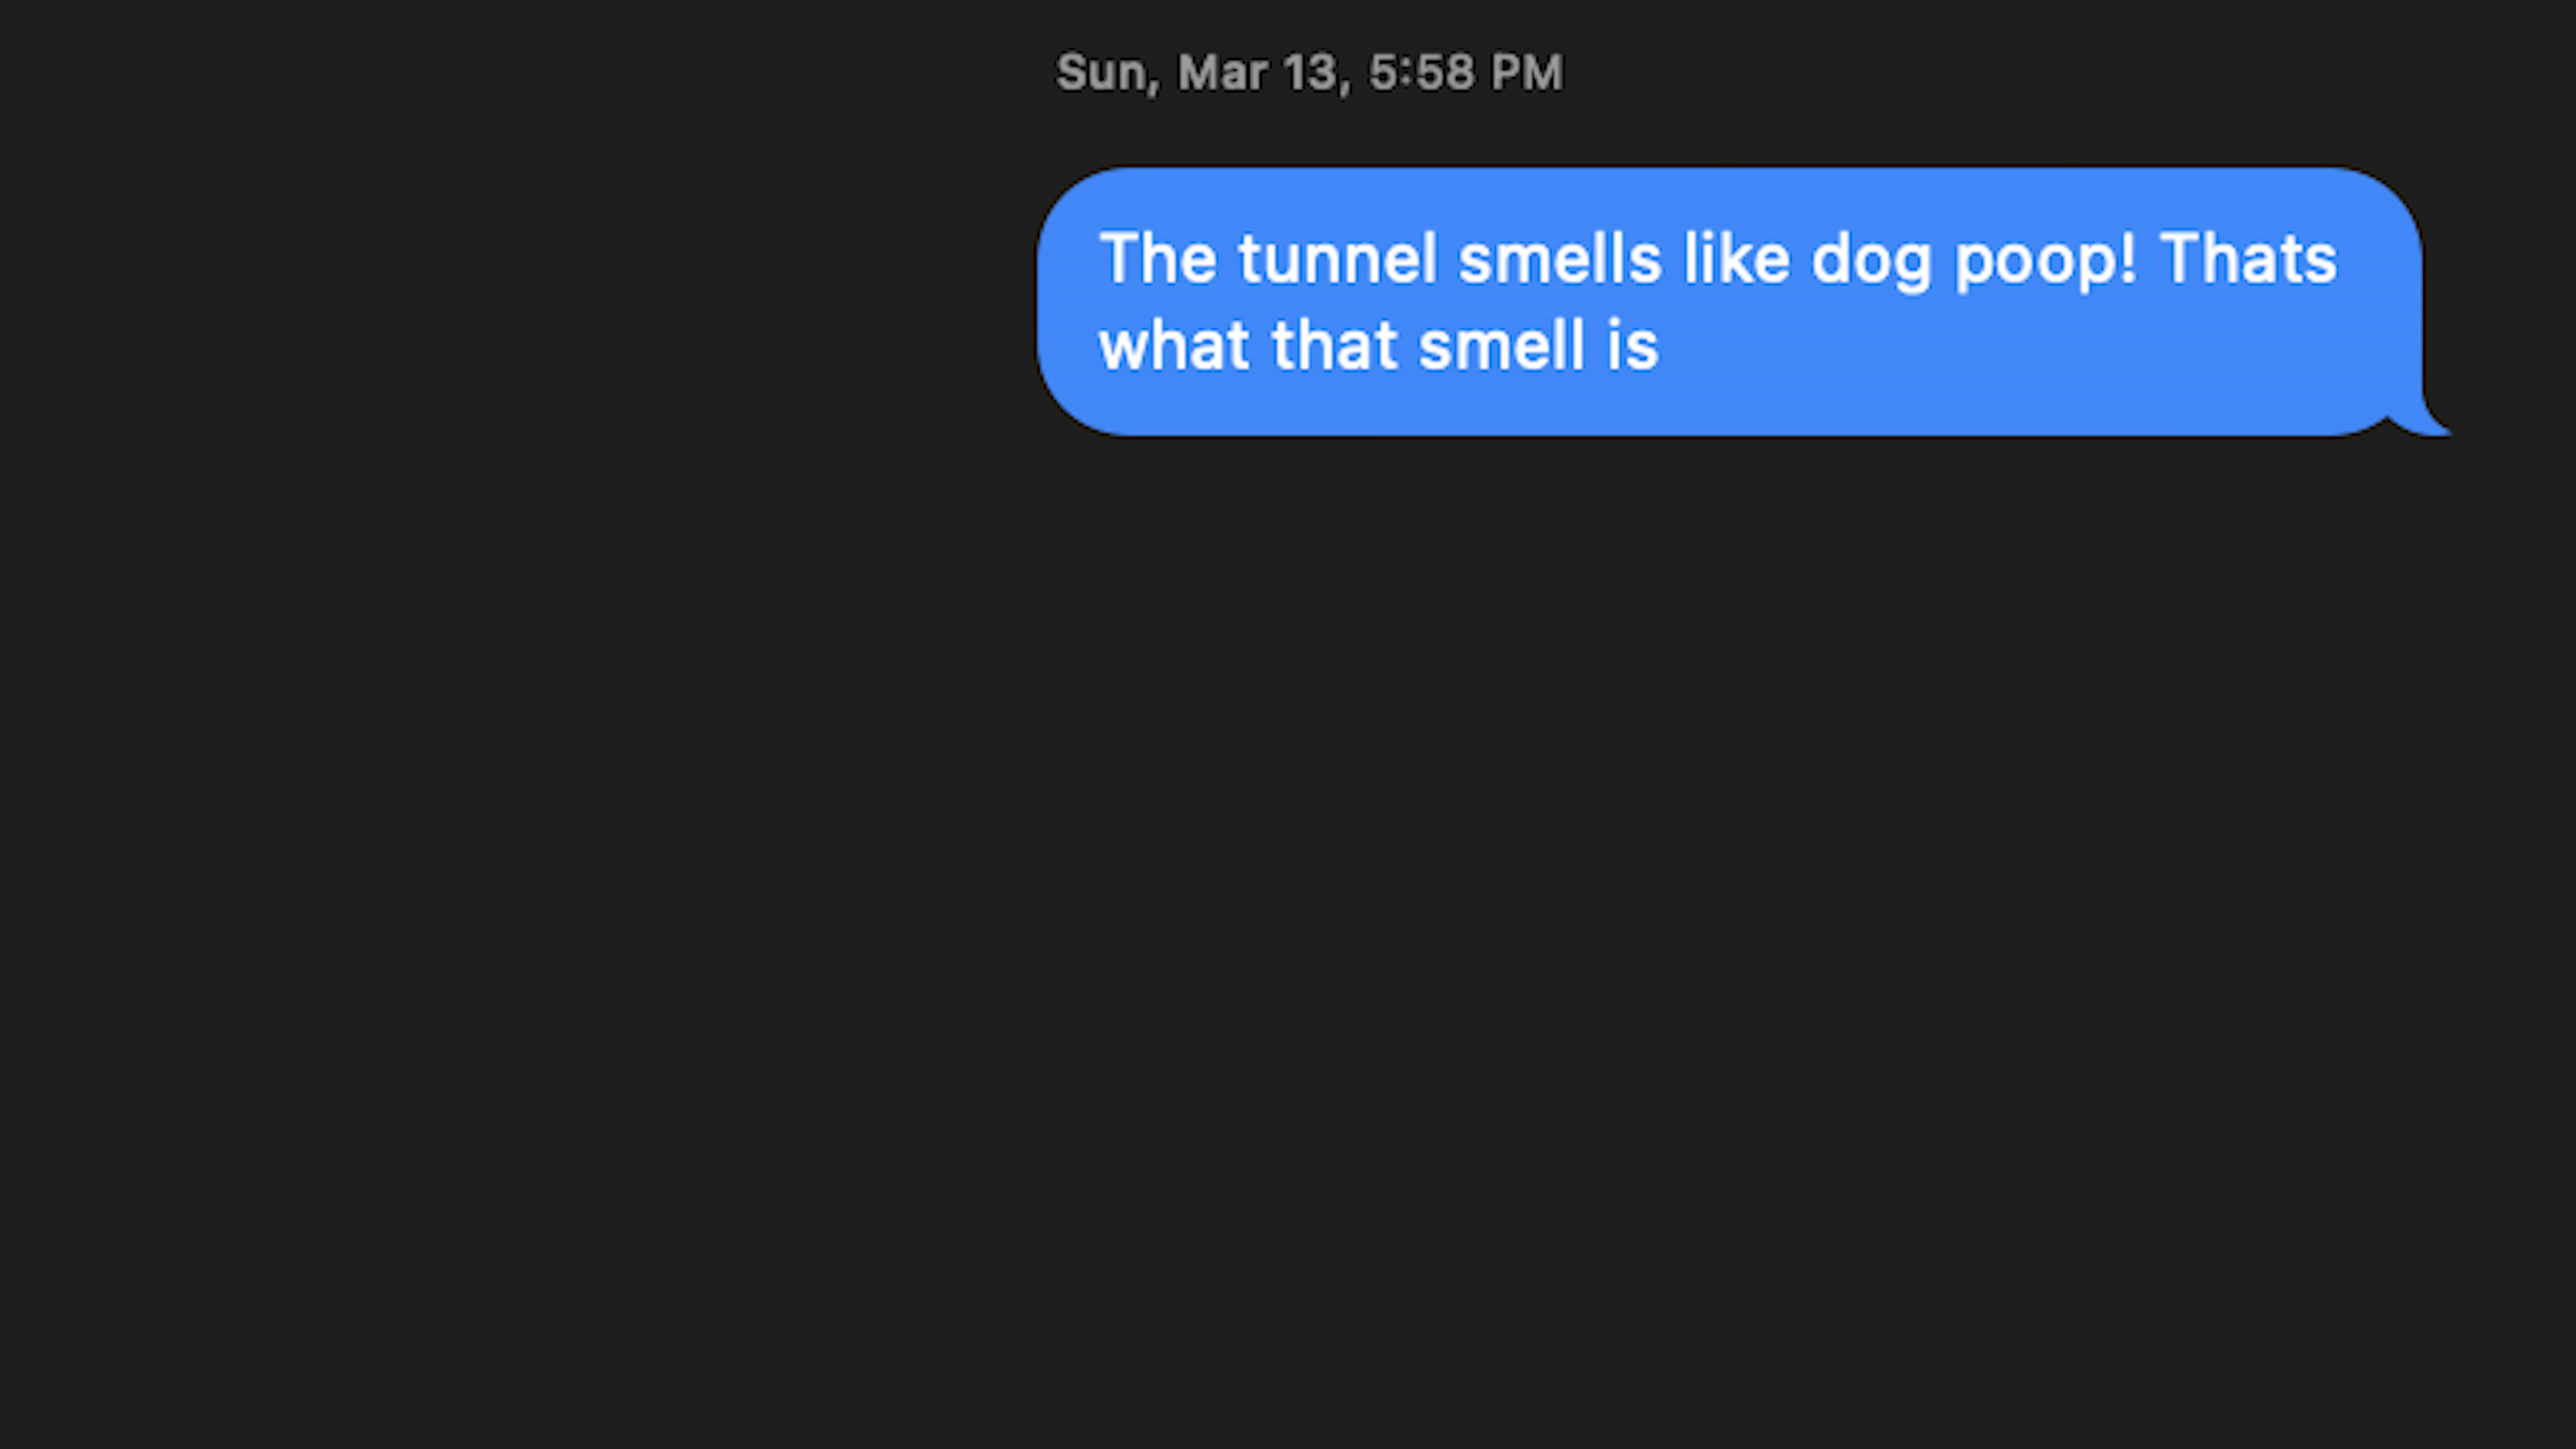 Sun, Mar 13, 5:58 PM
The tunnel smells like dog poop! Thats
what that smell is